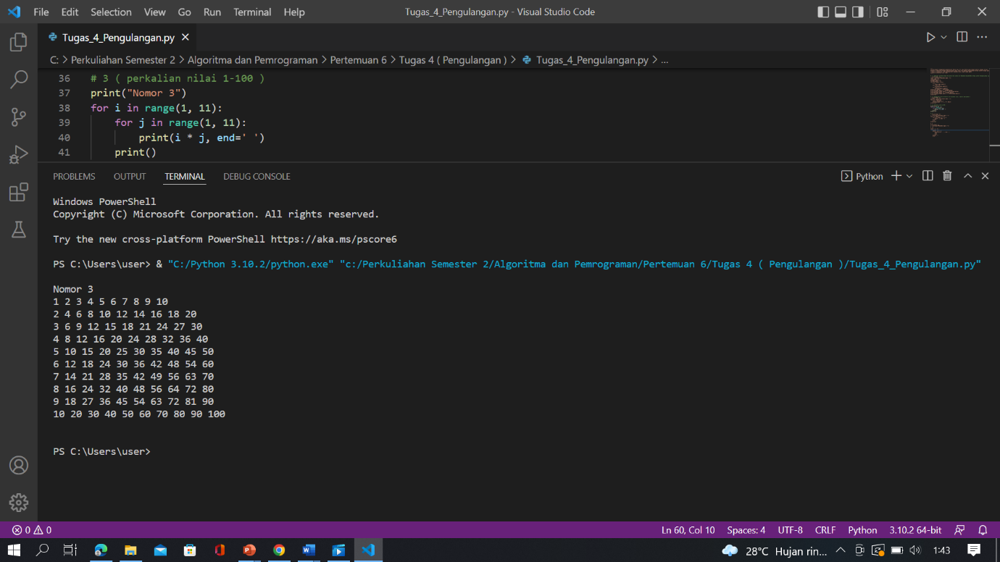 File Edit Selection View Go Run Terminal Help Tugas_4_Pengulangan.py - Visual Studio Code
Tugas_4_Pengulangan.py
C: > Perkuliahan Semester 2 > Algoritma dan Pemrograman > Pertemuan 6 > Tugas 4 ( Pengulangan ) > Tugas_4_Pengulangan.py > ...
36 # 3 ( perkalian nilai 1-100 )
37 print("Nomor 3")
38 for i in range(1, 11):
39 for j in range(1, 11):
40 print(i * j, end=' ')
41 print()
PROBLEMS OUTPUT TERMINAL DEBUG CONSOLE Python
Windows PowerShell
Copyright (C) Microsoft Corporation. All rights reserved.
Try the new cross-platform PowerShell https://aka.ms/pscore6
PS C:\Users\user> & "C:/Python 3.10.2/python.exe" "c:/Perkuliahan Semester 2/Algoritma dan Pemrograman/Pertemuan 6/Tugas 4 ( Pengulangan )/Tugas_4_Pengulangan.py"
Nomor 3
1 2 3 4 5 6 7 8 9 10
2 4 6 8 10 12 14 16 18 20
3 6 9 12 15 18 21 24 27 30
4 8 12 16 20 24 28 32 36 40
5 10 15 20 25 30 35 40 45 50
6 12 18 24 30 36 42 48 54 60
7 14 21 28 35 42 49 56 63 70
8 16 24 32 40 48 56 64 72 80
9 18 27 36 45 54 63 72 81 90
10 20 30 40 50 60 70 80 90 100
PS C:\Users\user>
0 0 Ln 60, Col 10 Spaces: 4 UTF-8 CRLF Python 3.10.2 64-bit
28°C Hujan rin... 1:43